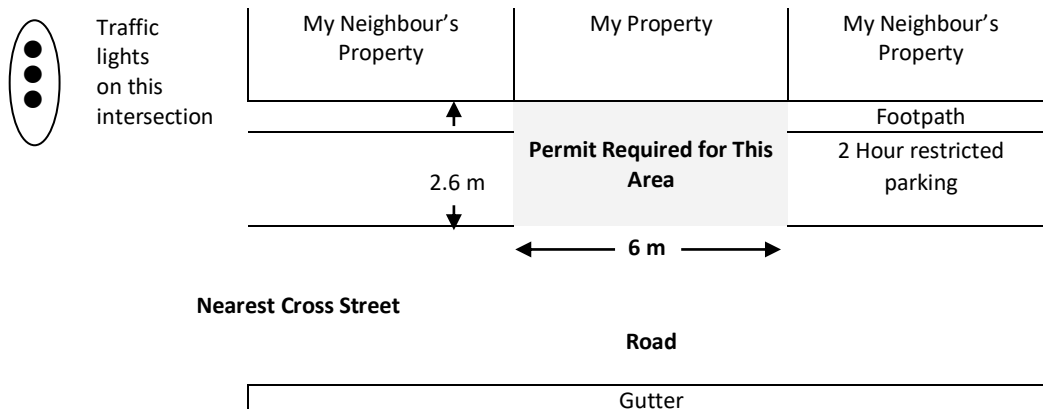 Traffic
lights
on this
intersection
My Neighbour’s
Property
My Property
My Neighbour’s
Property
Footpath
Permit Required for This
Area
2 Hour restricted
parking
2.6 m
6 m
Nearest Cross Street
Road
Gutter